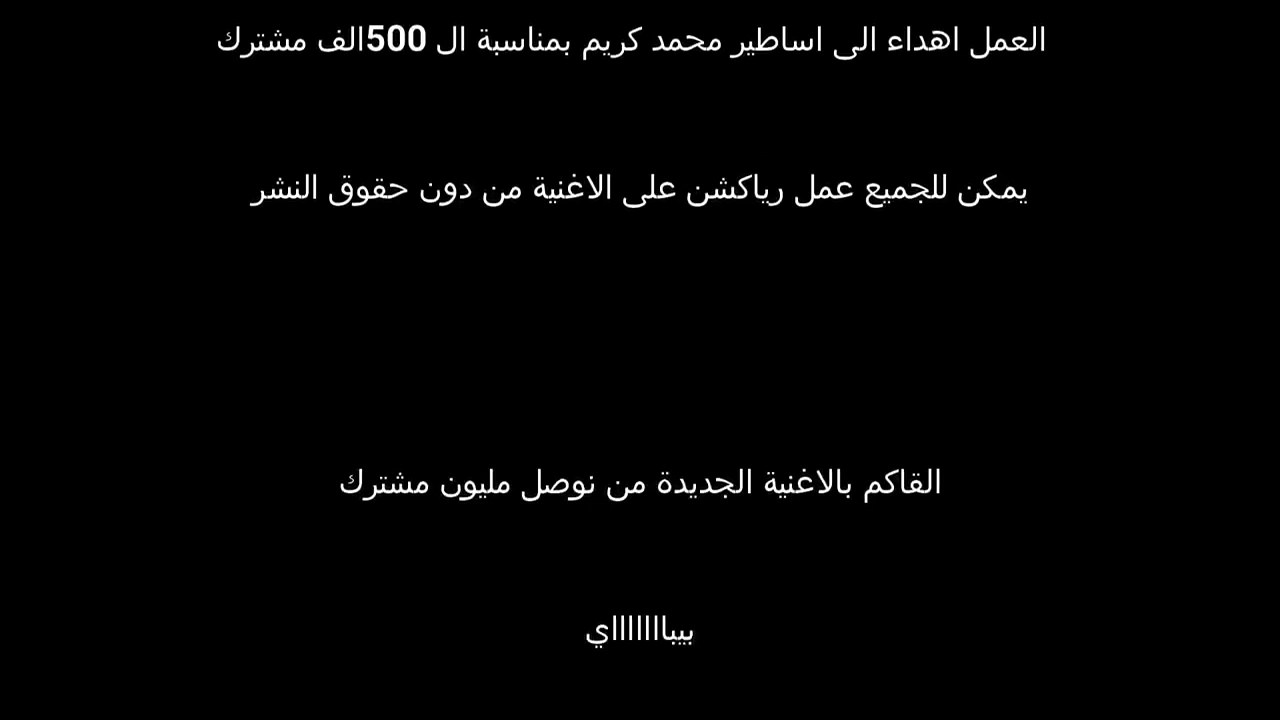 العمل اهداء الى اساطير محمد كريم بمناسبة ال 500الف مشترك
يمكن للجميع عمل رياكشن على الاغنية من دون حقوق النشر
القاكم بالاغنية الجديدة من نوصل مليون مشترك
بيباااااااي